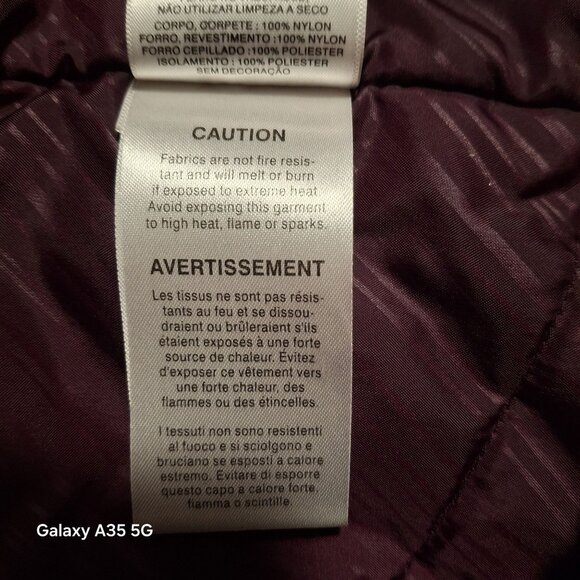 NÃO UTILIZAR LIMPEZA A SECO
CORPO, CORPETE : 100% NYLON
FORRO, REVESTIMENTO : 100% NYLON
FORRO CEPILLADO : 100% POLIESTER
ISOLAMENTO : 100% POLIESTER
SEM DECORAÇÃO
CAUTION
Fabrics are not fire resis-
tant and will melt or burn
if exposed to extreme heat
Avoid exposing this garment
to high heat, flame or sparks.
AVERTISSEMENT
Les tissus ne sont pas résis-
tants au feu et se dissou-
draient ou brûleraient s'ils
étaient exposés à une forte
source de chaleur. Évitez
d'exposer ce vêtement vers
une forte chaleur, des
flammes ou des étincelles.
I tessuti non sono resistenti
al fuoco e si sciolgono e
bruciano se esposti a calore
estremo. Evitare di esporre
questo capo a calore forte,
fiamma o scintille.
Galaxy A35 5G